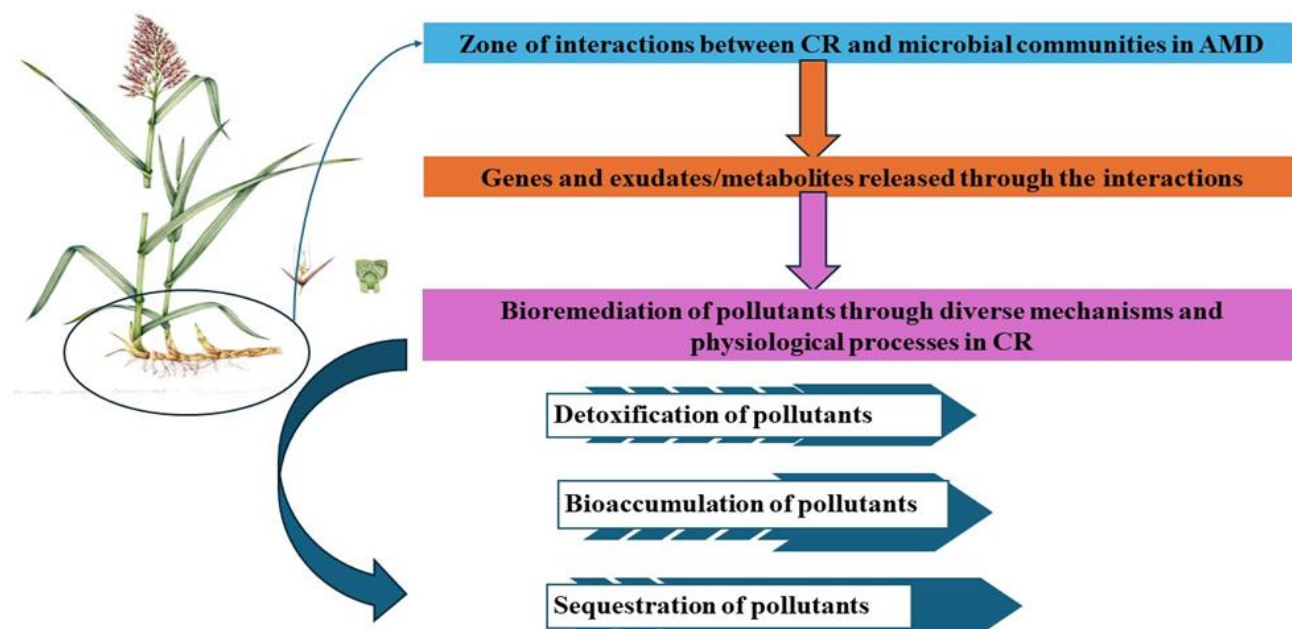 Zone of interactions between CR and microbial communities in AMD
Genes and exudates/metabolites released through the interactions
Bioremediation of pollutants through diverse mechanisms and
physiological processes in CR
Detoxification of pollutants
Bioaccumulation of pollutants
Sequestration of pollutants